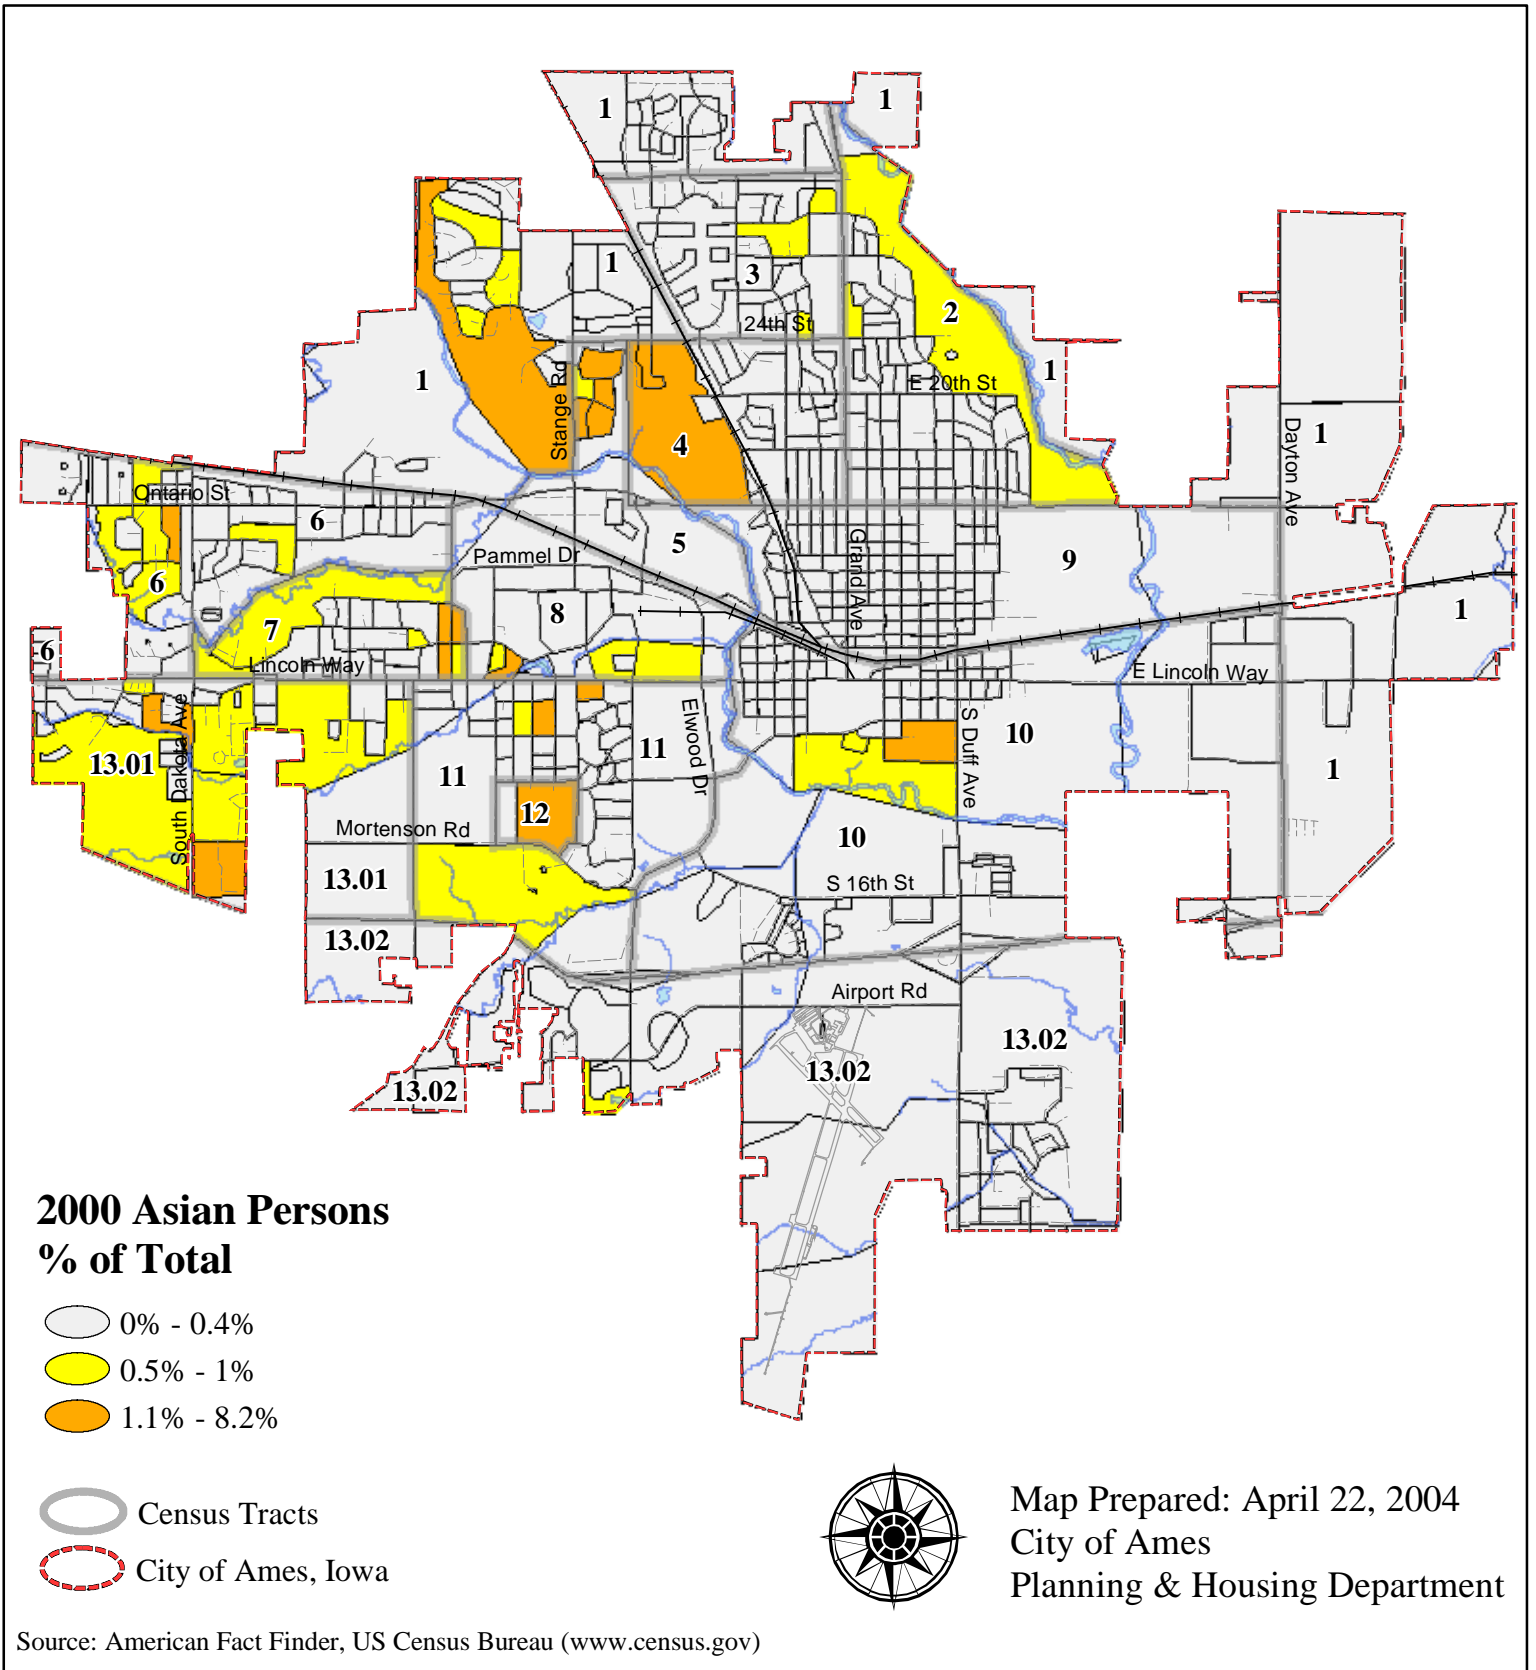 1
1
1
3
2
24th St
1
1
E 20th St
Stange Rd
4
1
Dayton Ave
Ontario St
6
5
Pammel Dr
Grand Ave
9
6
7
8
1
6
Lincoln Way
E Lincoln Way
Elwood Dr
S Duff Ave
10
13.01
South Dakota Ave
11
11
1
12
Mortenson Rd
10
13.01
S 16th St
13.02
Airport Rd
13.02
13.02
13.02
2000 Asian Persons
% of Total
0% - 0.4%
0.5% - 1%
1.1% - 8.2%
Census Tracts
City of Ames, Iowa
Map Prepared: April 22, 2004
City of Ames
Planning & Housing Department
Source: American Fact Finder, US Census Bureau (www.census.gov)